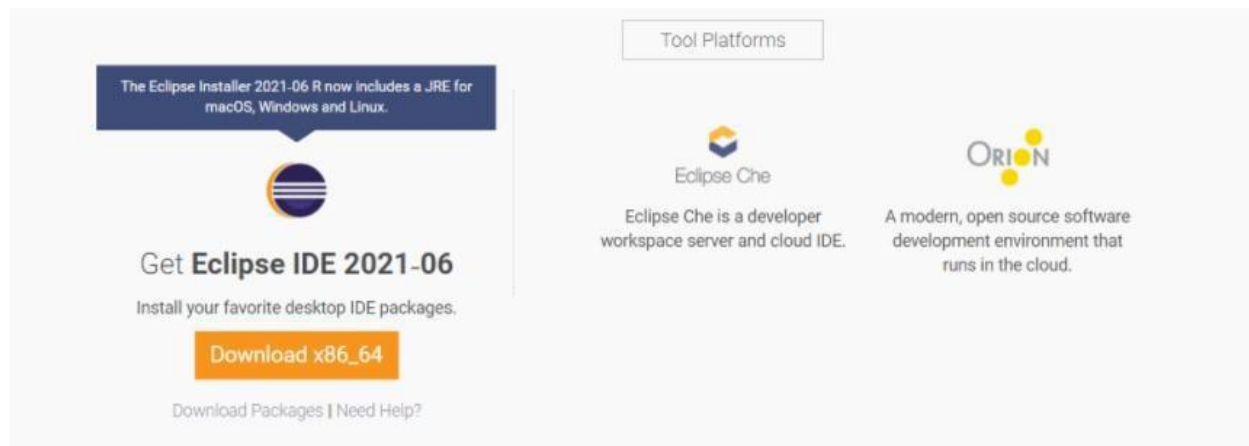 Tool Platforms
The Eclipse Installer 2021-06 R now includes a JRE for
macOS, Windows and Linux.
Get Eclipse IDE 2021-06
Install your favorite desktop IDE packages.
Download x86_64
Download Packages | Need Help?
Eclipse Che
Eclipse Che is a developer
workspace server and cloud IDE.
ORION
A modern, open source software
development environment that
runs in the cloud.